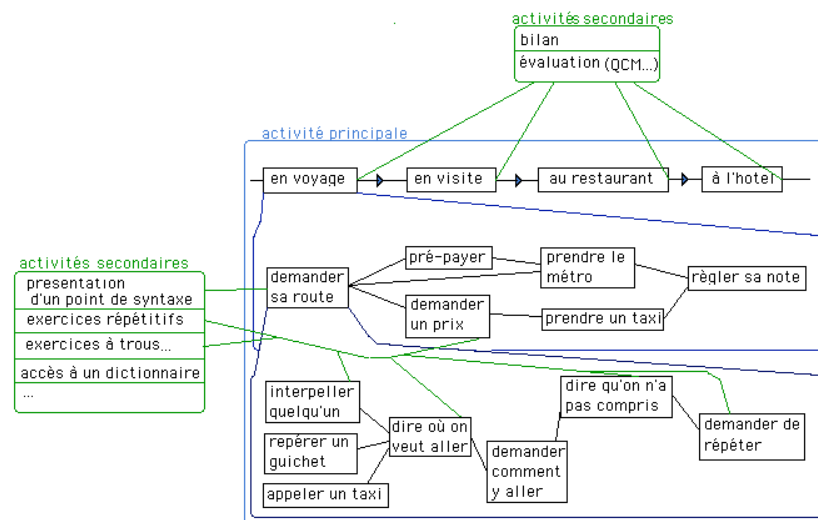 activités secondaires
bilan
évaluation (QCM...)
activité principale
en voyage
en visite
au restaurant
à l'hotel
activités secondaires
presentation
d'un point de syntaxe
exercices répétitifs
exercices à trous...
accès à un dictionnaire
...
demander
sa route
pré-payer
demander
un prix
prendre le
métro
prendre un taxi
règler sa note
interpeller
quelqu'un
repérer un
guichet
appeler un taxi
dire où on
veut aller
demander
comment
y aller
dire qu'on n'a
pas compris
demander de
répéter